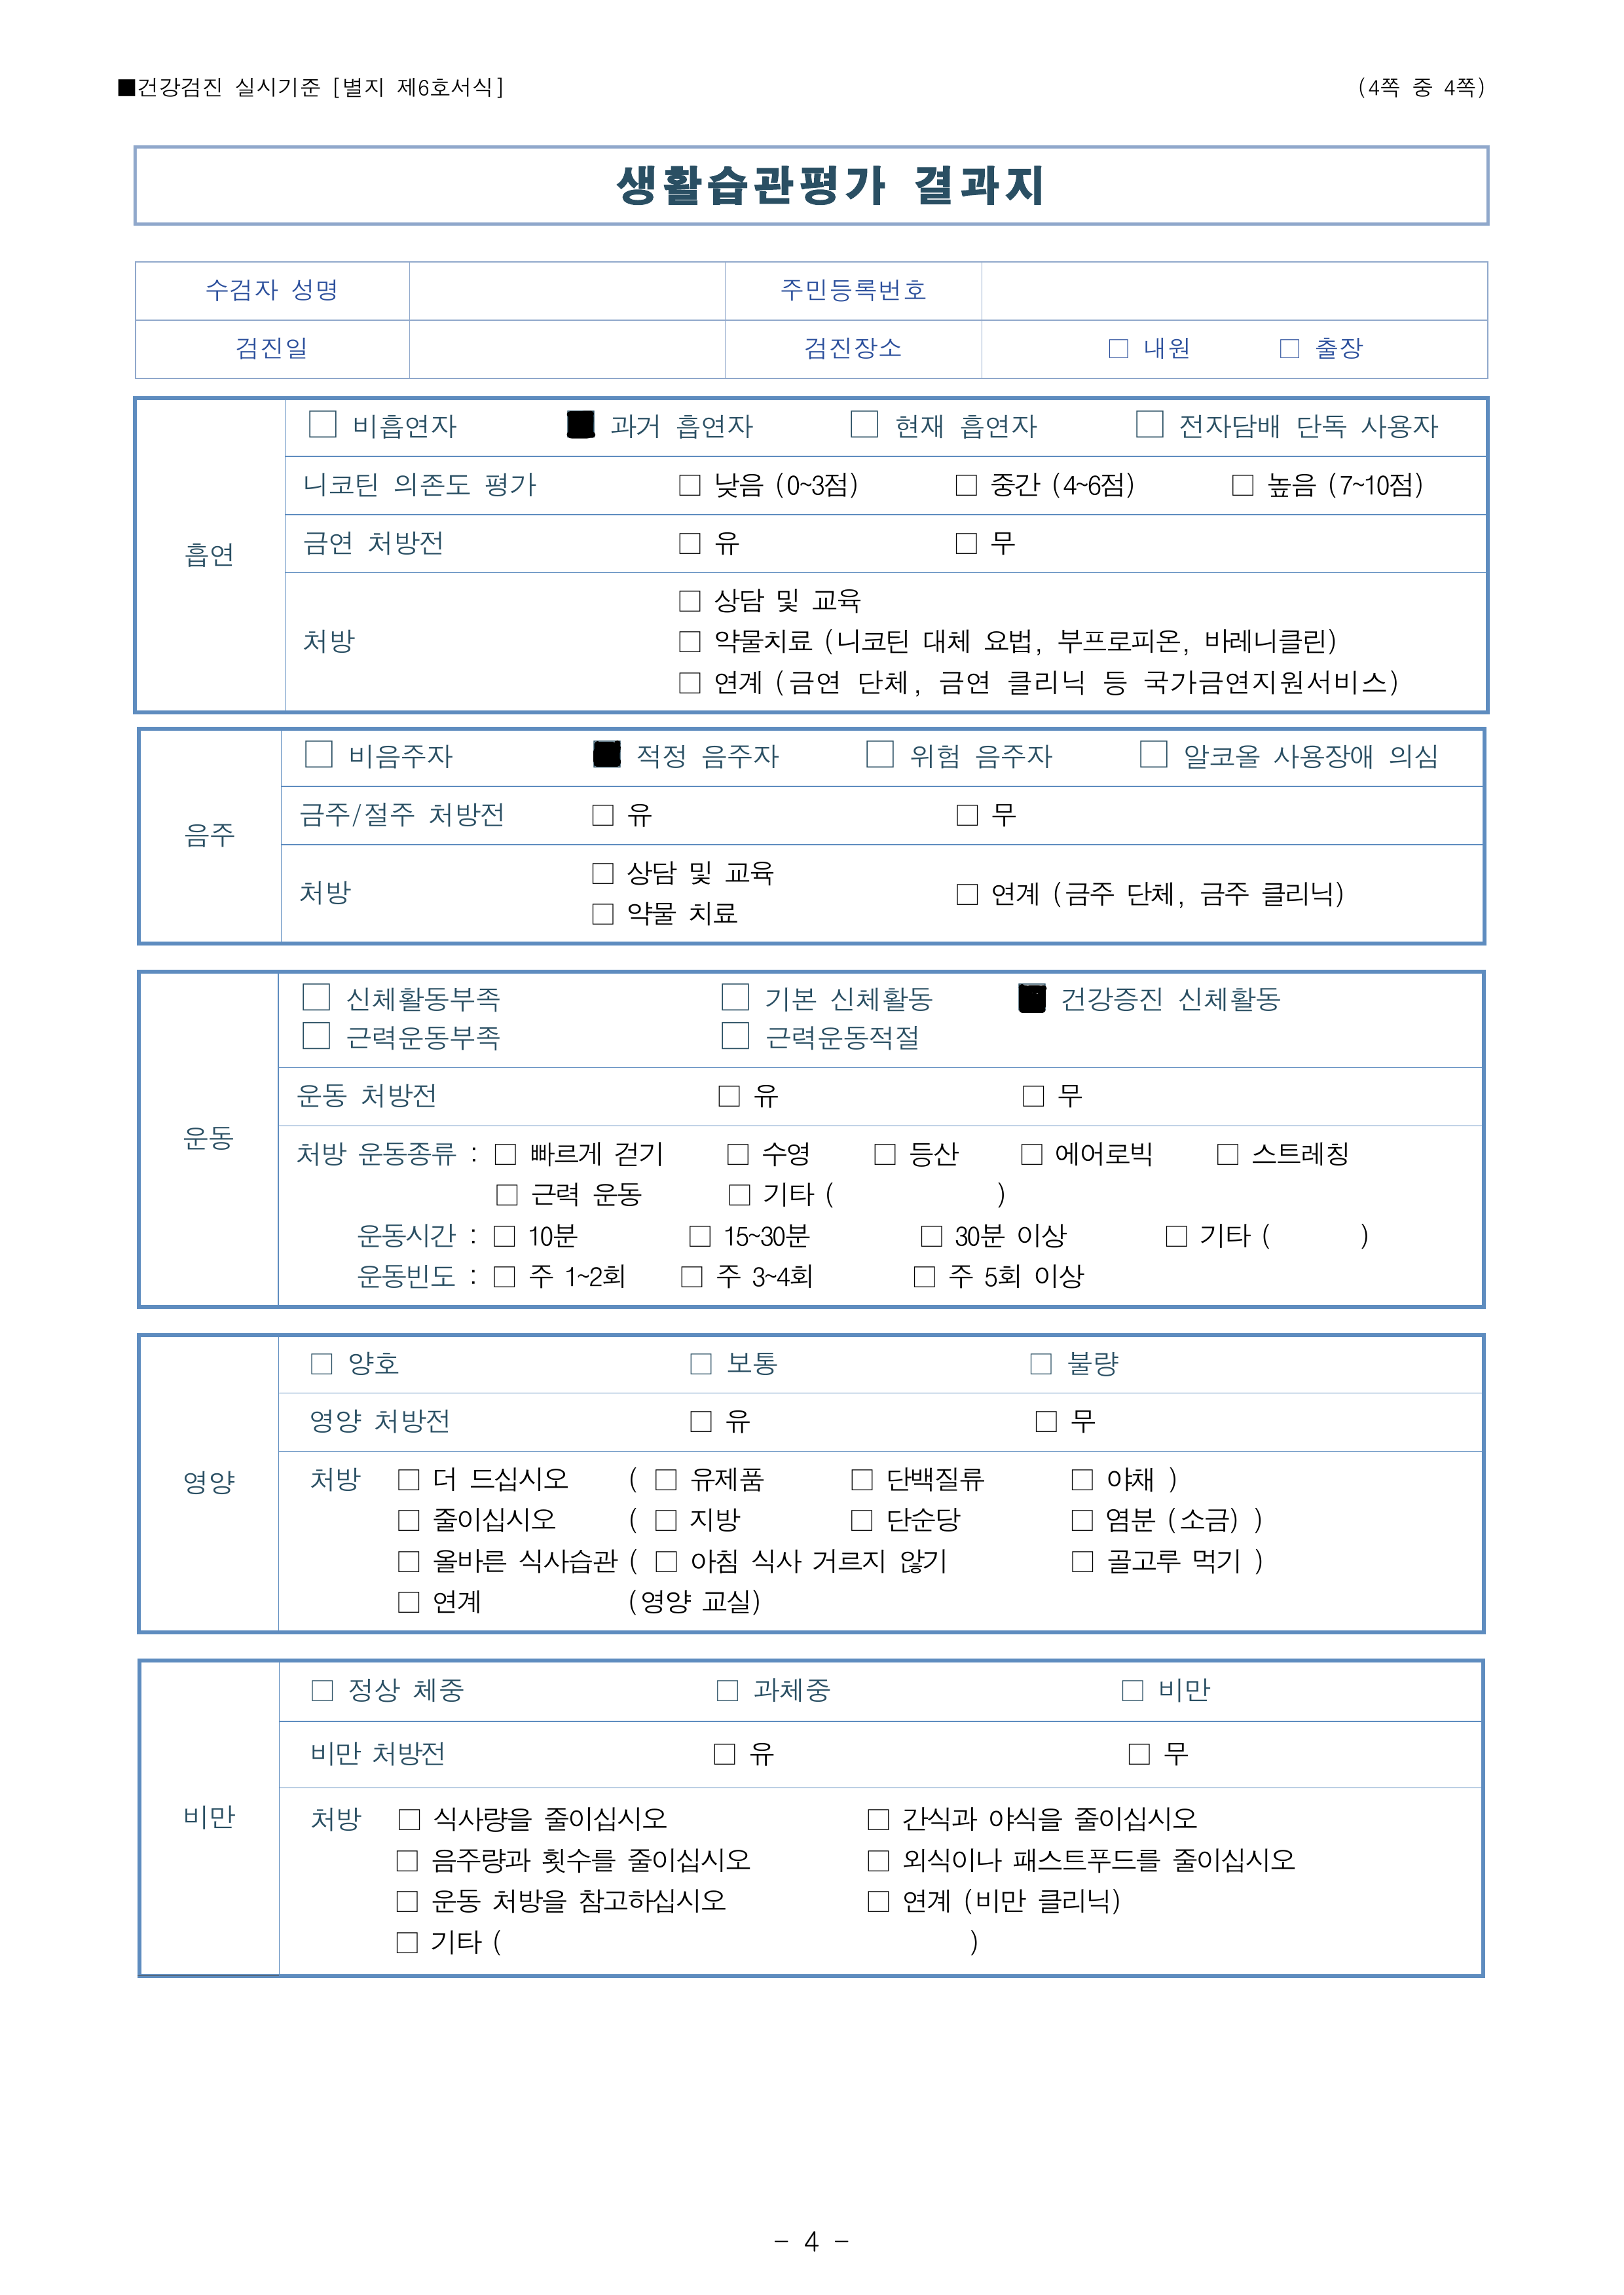 ■건강검진 실시기준 [별지 제6호서식] (4쪽 중 4쪽)
생활습관평가 결과지
수검자 성명 주민등록번호
검진일 검진장소 □ 내원 □ 출장
흡연
□ 비흡연자 ■ 과거 흡연자 □ 현재 흡연자 □ 전자담배 단독 사용자
니코틴 의존도 평가 □ 낮음 (0~3점) □ 중간 (4~6점) □ 높음 (7~10점)
금연 처방전 □ 유 □ 무
처방
□ 상담 및 교육
□ 약물치료 (니코틴 대체 요법, 부프로피온, 바레니클린)
□ 연계 (금연 단체, 금연 클리닉 등 국가금연지원서비스)
음주
□ 비음주자 ■ 적정 음주자 □ 위험 음주자 □ 알코올 사용장애 의심
금주/절주 처방전 □ 유 □ 무
처방
□ 상담 및 교육
□ 약물 치료
□ 연계 (금주 단체, 금주 클리닉)
운동
□ 신체활동부족 □ 기본 신체활동 ■ 건강증진 신체활동
□ 근력운동부족 □ 근력운동적절
운동 처방전 □ 유 □ 무
처방 운동종류 : □ 빠르게 걷기 □ 수영 □ 등산 □ 에어로빅 □ 스트레칭
□ 근력 운동 □ 기타 ( )
운동시간 : □ 10분 □ 15~30분 □ 30분 이상 □ 기타 ( )
운동빈도 : □ 주 1~2회 □ 주 3~4회 □ 주 5회 이상
영양
□ 양호 □ 보통 □ 불량
영양 처방전 □ 유 □ 무
처방 □ 더 드십시오 ( □ 유제품 □ 단백질류 □ 야채 )
□ 줄이십시오 ( □ 지방 □ 단순당 □ 염분 (소금) )
□ 올바른 식사습관 ( □ 아침 식사 거르지 않기 □ 골고루 먹기 )
□ 연계 (영양 교실)
비만
□ 정상 체중 □ 과체중 □ 비만
비만 처방전 □ 유 □ 무
처방 □ 식사량을 줄이십시오 □ 간식과 야식을 줄이십시오
□ 음주량과 횟수를 줄이십시오 □ 외식이나 패스트푸드를 줄이십시오
□ 운동 처방을 참고하십시오 □ 연계 (비만 클리닉)
□ 기타 ( )
- 4 -